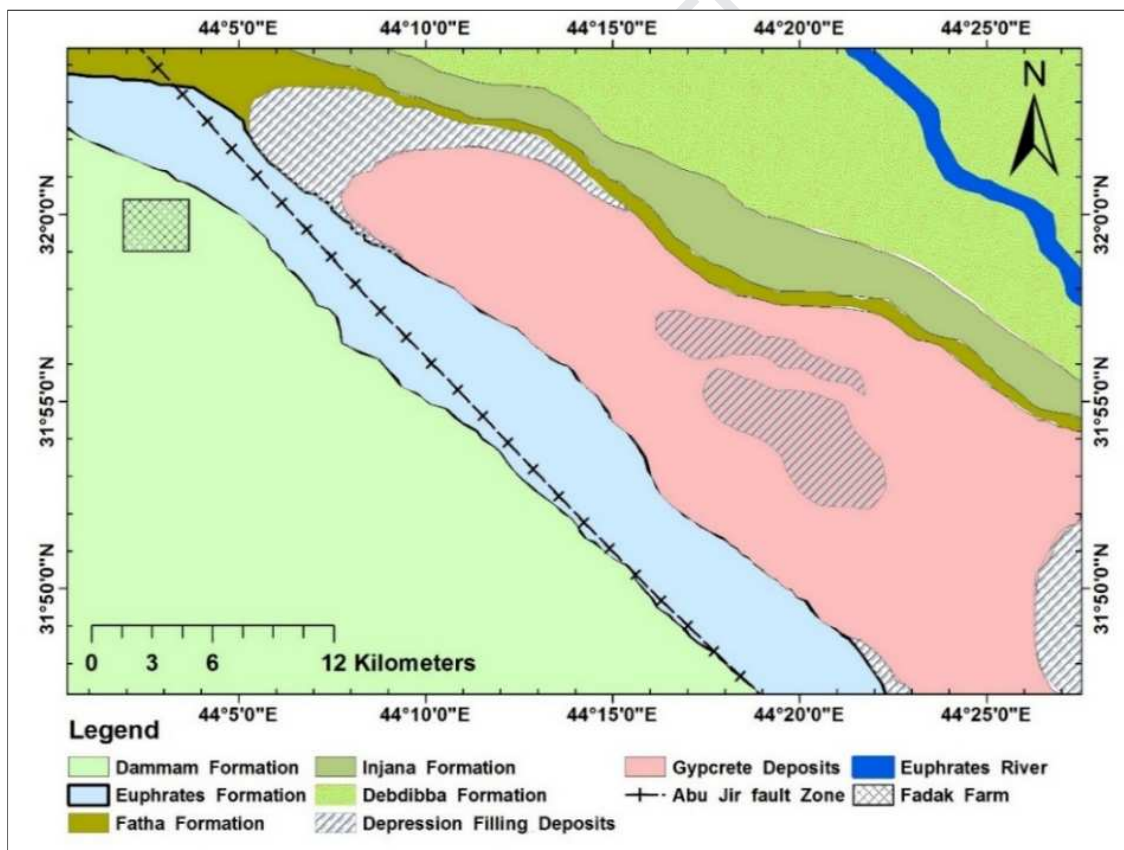 44°5'0"E 44°10'0"E 44°15'0"E 44°20'0"E 44°25'0"E
N
32°0'0"N 32°0'0"N
31°55'0"N 31°55'0"N
31°50'0"N 31°50'0"N
0 3 6 12 Kilometers
44°5'0"E 44°10'0"E 44°15'0"E 44°20'0"E 44°25'0"E
Legend
Dammam Formation Injana Formation Gypcrete Deposits Euphrates River
Euphrates Formation Debdibba Formation Abu Jir fault Zone Fadak Farm
Fatha Formation Depression Filling Deposits